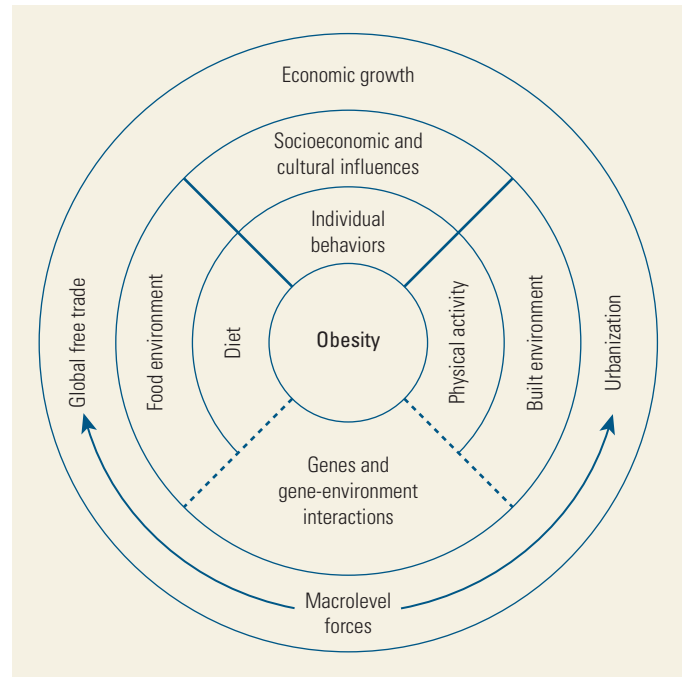 Economic growth
Socioeconomic and
cultural influences
Individual
behaviors
Global free trade
Food environment
Diet
Obesity
Physical activity
Built environment
Urbanization
Genes and
gene-environment
interactions
Macrolevel
forces